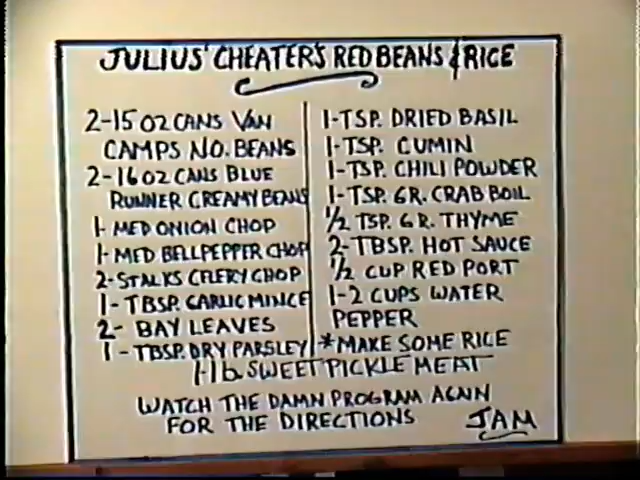 JULIUS' CHEATER'S RED BEANS & RICE
2-15 OZ CANS VAN
CAMPS N.O. BEANS
2-16 OZ CANS BLUE
RUNNER CREAMY BEANS
1- MED ONION CHOP
1- MED BELLPEPPER CHOP
2- STALKS CELERY CHOP
1- TBSP. GARLIC MINCE
2- BAY LEAVES
1- TBSP. DRY PARSLEY
1-TSP. DRIED BASIL
1-TSP. CUMIN
1-TSP. CHILI POWDER
1-TSP. GR. CRAB BOIL
1/2 TSP. GR. THYME
2-TBSP. HOT SAUCE
1/2 CUP RED PORT
1-2 CUPS WATER
PEPPER
*MAKE SOME RICE
1-lb. SWEET PICKLE MEAT
WATCH THE DAMN PROGRAM AGAIN
FOR THE DIRECTIONS
JAM